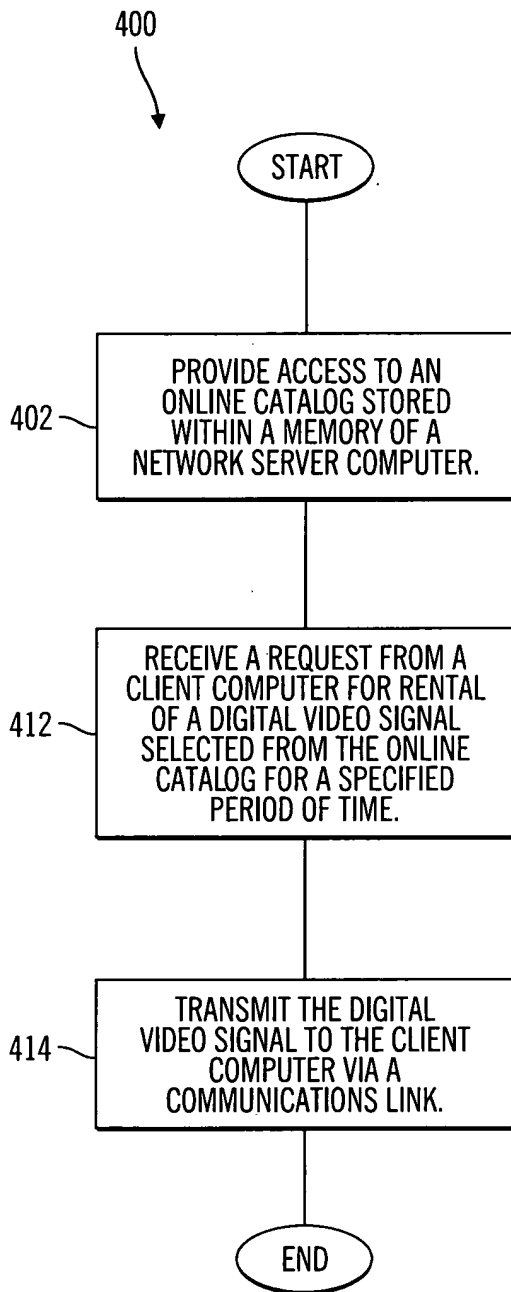 400
START
402
PROVIDE ACCESS TO AN
ONLINE CATALOG STORED
WITHIN A MEMORY OF A
NETWORK SERVER COMPUTER.
412
RECEIVE A REQUEST FROM A
CLIENT COMPUTER FOR RENTAL
OF A DIGITAL VIDEO SIGNAL
SELECTED FROM THE ONLINE
CATALOG FOR A SPECIFIED
PERIOD OF TIME.
414
TRANSMIT THE DIGITAL
VIDEO SIGNAL TO THE CLIENT
COMPUTER VIA A
COMMUNICATIONS LINK.
END